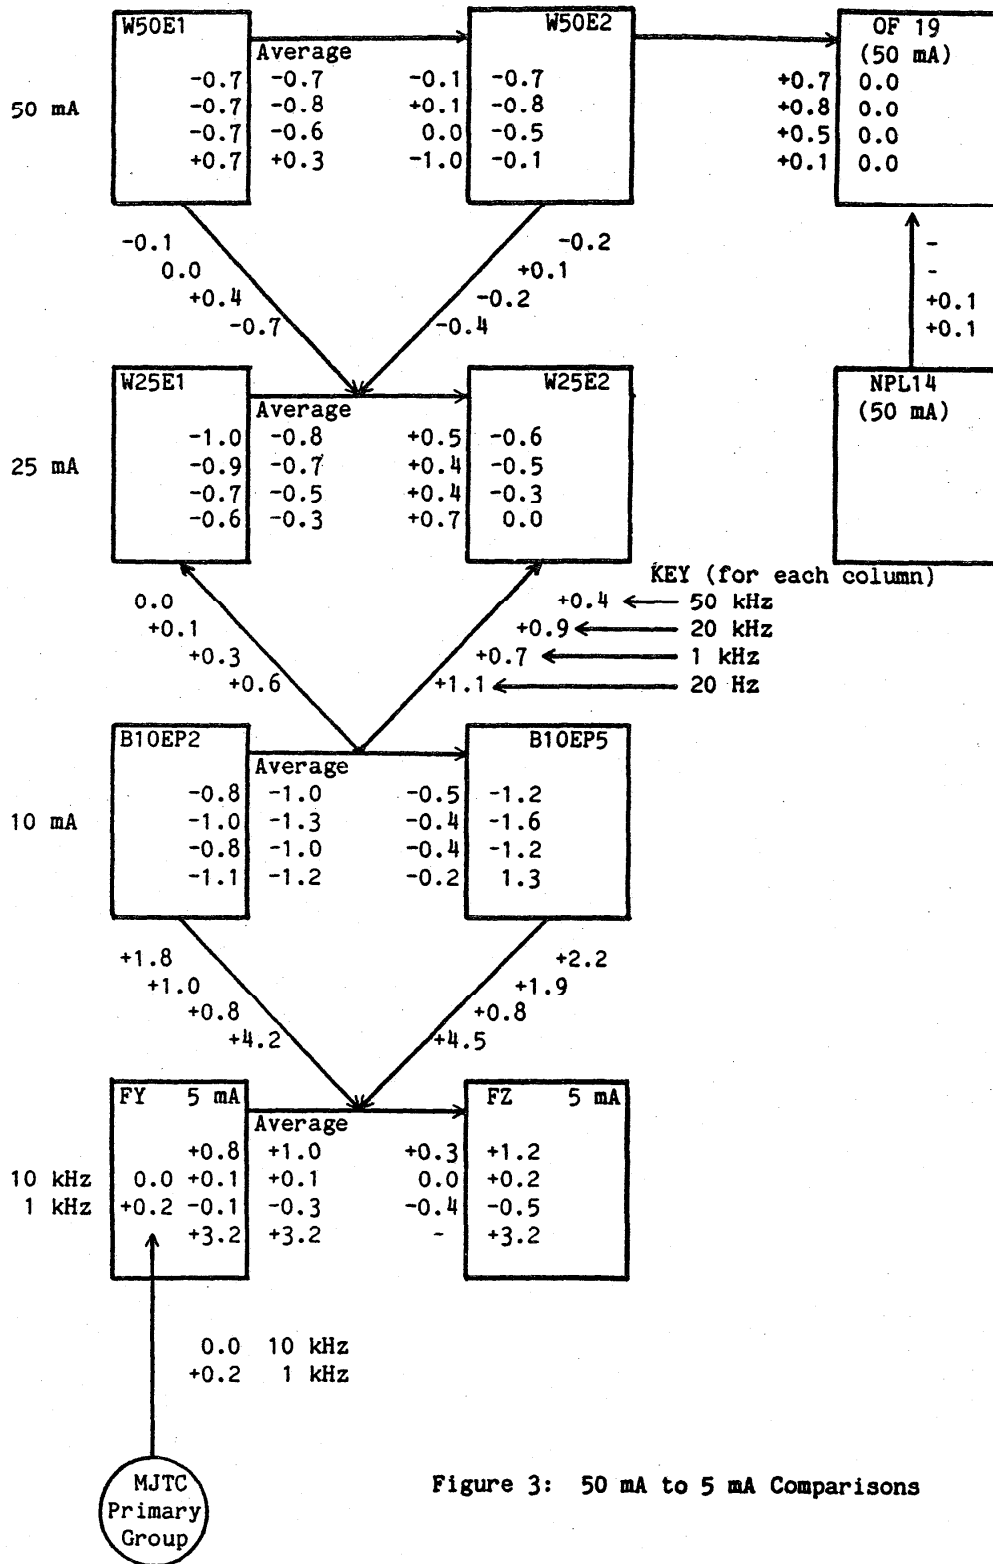 W50E1 W50E2 OF 19
Average (50 mA)
-0.7 -0.7 -0.1 -0.7 +0.7 0.0
50 mA -0.7 -0.8 +0.1 -0.8 +0.8 0.0
-0.7 -0.6 0.0 -0.5 +0.5 0.0
+0.7 +0.3 -1.0 -0.1 +0.1 0.0
-0.1 -0.2 -
0.0 +0.1 -
+0.4 -0.2 +0.1
-0.7 -0.4 +0.1
W25E1 W25E2 NPL14
Average (50 mA)
-1.0 -0.8 +0.5 -0.6
25 mA -0.9 -0.7 +0.4 -0.5
-0.7 -0.5 +0.4 -0.3
-0.6 -0.3 +0.7 0.0
KEY (for each column)
0.0 +0.4 50 kHz
+0.1 +0.9 20 kHz
+0.3 +0.7 1 kHz
+0.6 +1.1 20 Hz
B10EP2 B10EP5
Average
-0.8 -1.0 -0.5 -1.2
10 mA -1.0 -1.3 -0.4 -1.6
-0.8 -1.0 -0.4 -1.2
-1.1 -1.2 -0.2 1.3
+1.8 +2.2
+1.0 +1.9
+0.8 +0.8
+4.2 +4.5
FY 5 mA FZ 5 mA
Average
+0.8 +1.0 +0.3 +1.2
10 kHz 0.0 +0.1 +0.1 0.0 +0.2
1 kHz +0.2 -0.1 -0.3 -0.4 -0.5
+3.2 +3.2 - +3.2
0.0 10 kHz
+0.2 1 kHz
MJTC
Primary
Group
Figure 3: 50 mA to 5 mA Comparisons